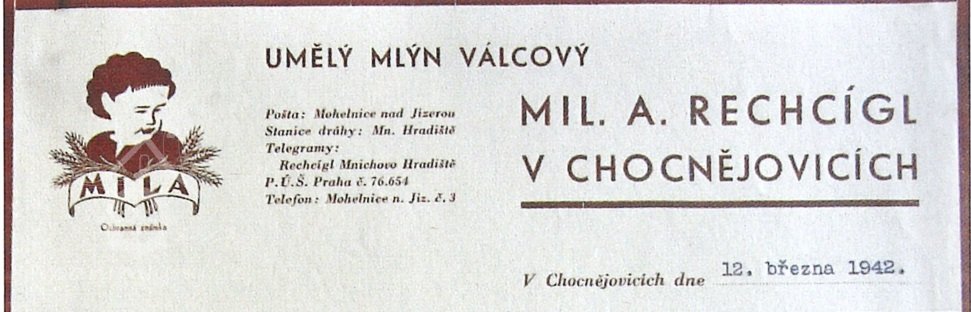 UMĚLÝ MLÝN VÁLCOVÝ
MIL. A. RECHCÍGL
V CHOCNĚJOVICÍCH
Pošta: Mohelnice nad Jizerou
Stanice dráhy: Mn. Hradiště
Telegramy:
Rechcígl Mnichovo Hradiště
P.Ú.Š. Praha č. 76.654
Telefon: Mohelnice n. Jiz. č. 3
MILA
Ochranná známka
V Chocnějovicích dne 12. března 1942.